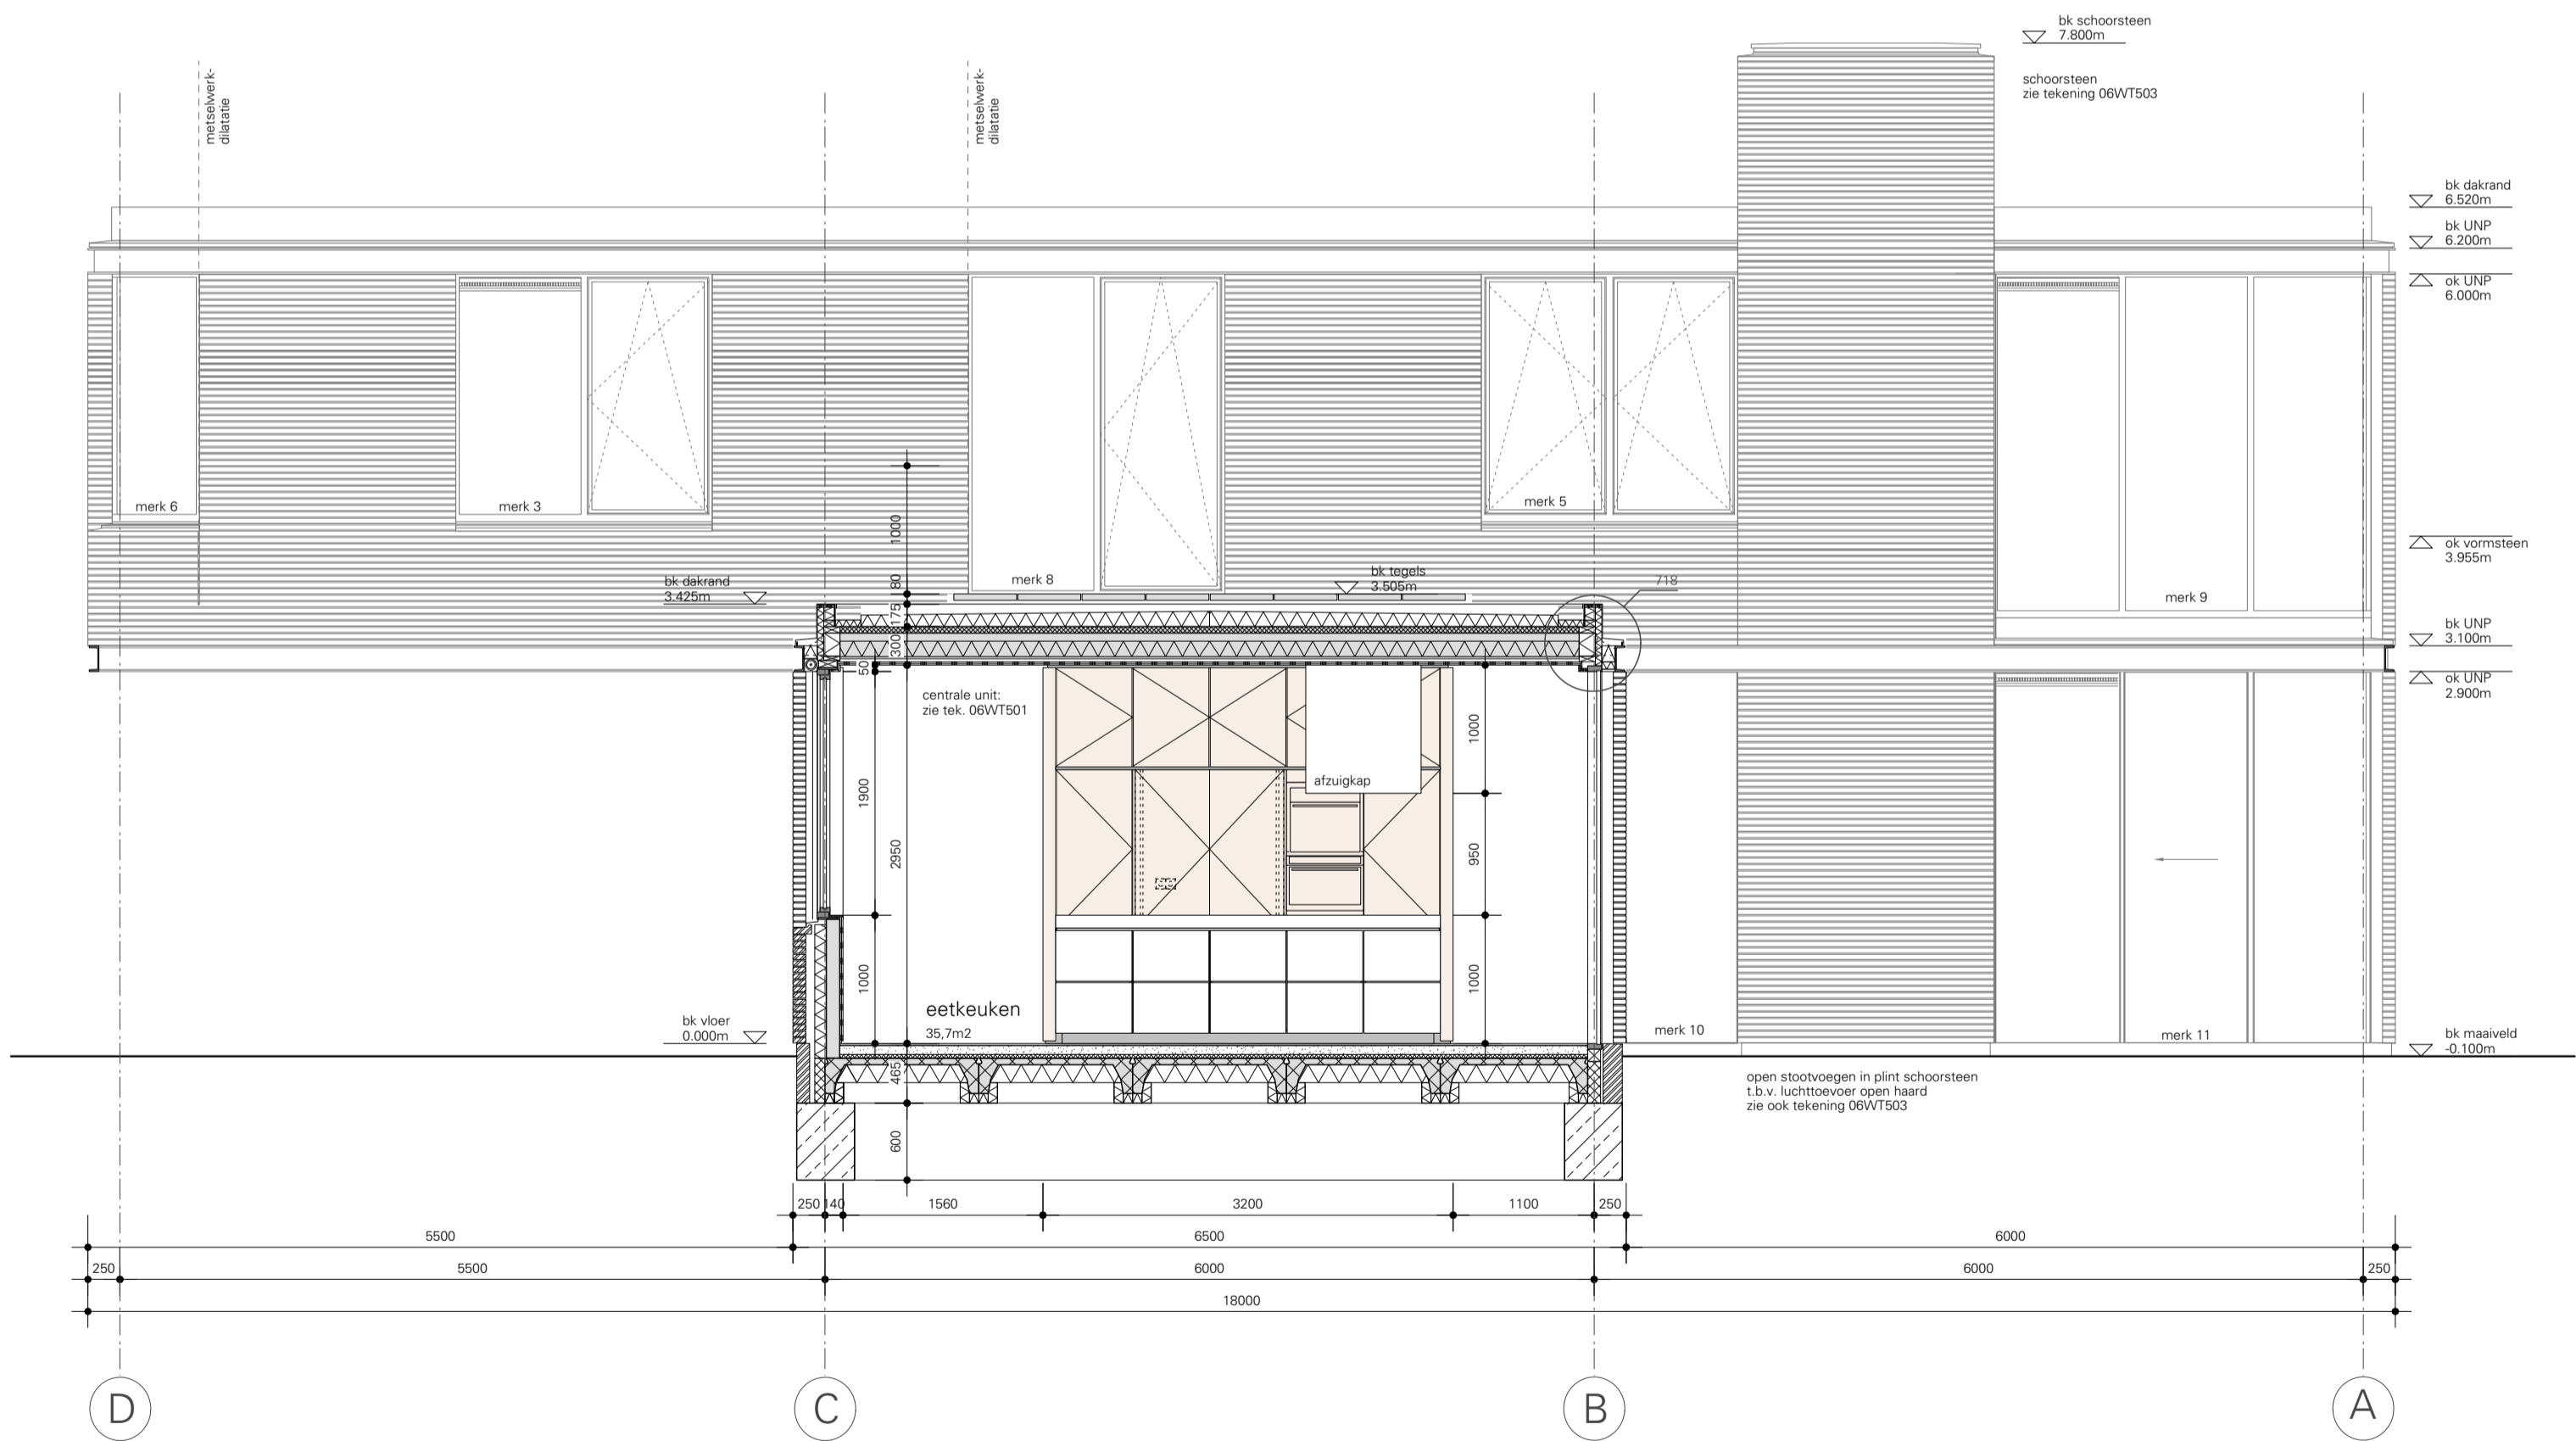 bk schoorsteen
7.800m
schoorsteen
zie tekening 06WT503
metselwerk-
dilatatie
metselwerk-
dilatatie
bk dakrand
6.520m
bk UNP
6.200m
ok UNP
6.000m
merk 6
merk 3
merk 5
1000
ok vormsteen
3.955m
bk dakrand
3.425m
80
merk 8
bk tegels
3.505m
718
merk 9
175
300
50
bk UNP
3.100m
ok UNP
2.900m
centrale unit:
zie tek. 06WT501
1000
afzuigkap
1900
2950
950
1000
1000
eetkeuken
35,7m2
bk vloer
0.000m
merk 10
merk 11
bk maaiveld
-0.100m
465
open stootvoegen in plint schoorsteen
t.b.v. luchttoevoer open haard
zie ook tekening 06WT503
600
250 140 1560 3200 1100 250
5500 6500 6000
250 5500 6000 6000 250
18000
D C B A